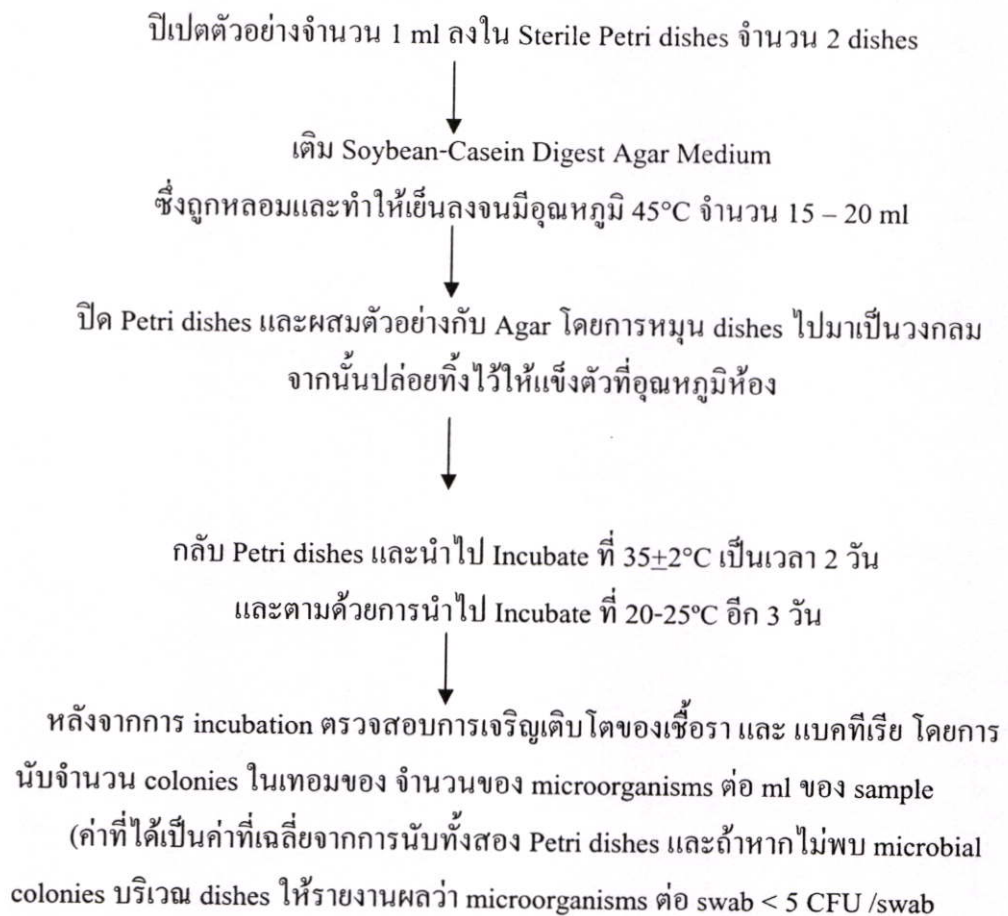 ปิเปตตัวอย่างจำนวน 1 ml ลงใน Sterile Petri dishes จำนวน 2 dishes
เติม Soybean-Casein Digest Agar Medium
ซึ่งถูกหลอมและทำให้เย็นลงจนมีอุณหภูมิ 45°C จำนวน 15 – 20 ml
ปิด Petri dishes และผสมตัวอย่างกับ Agar โดยการหมุน dishes ไปมาเป็นวงกลม
จากนั้นปล่อยทิ้งไว้ให้แข็งตัวที่อุณหภูมิห้อง
กลับ Petri dishes และนำไป Incubate ที่ 35±2°C เป็นเวลา 2 วัน
และตามด้วยการนำไป Incubate ที่ 20-25°C อีก 3 วัน
หลังจากการ incubation ตรวจสอบการเจริญเติบโตของเชื้อรา และ แบคทีเรีย โดยการ
นับจำนวน colonies ในเทอมของ จำนวนของ microorganisms ต่อ ml ของ sample
(ค่าที่ได้เป็นค่าที่เฉลี่ยจากการนับทั้งสอง Petri dishes และถ้าหากไม่พบ microbial
colonies บริเวณ dishes ให้รายงานผลว่า microorganisms ต่อ swab < 5 CFU /swab